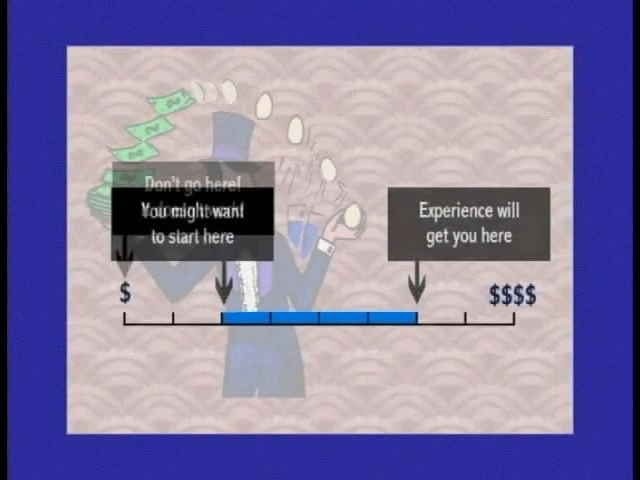 Don't go here!
You might want
to start here
Experience will
get you here
$
$$$$